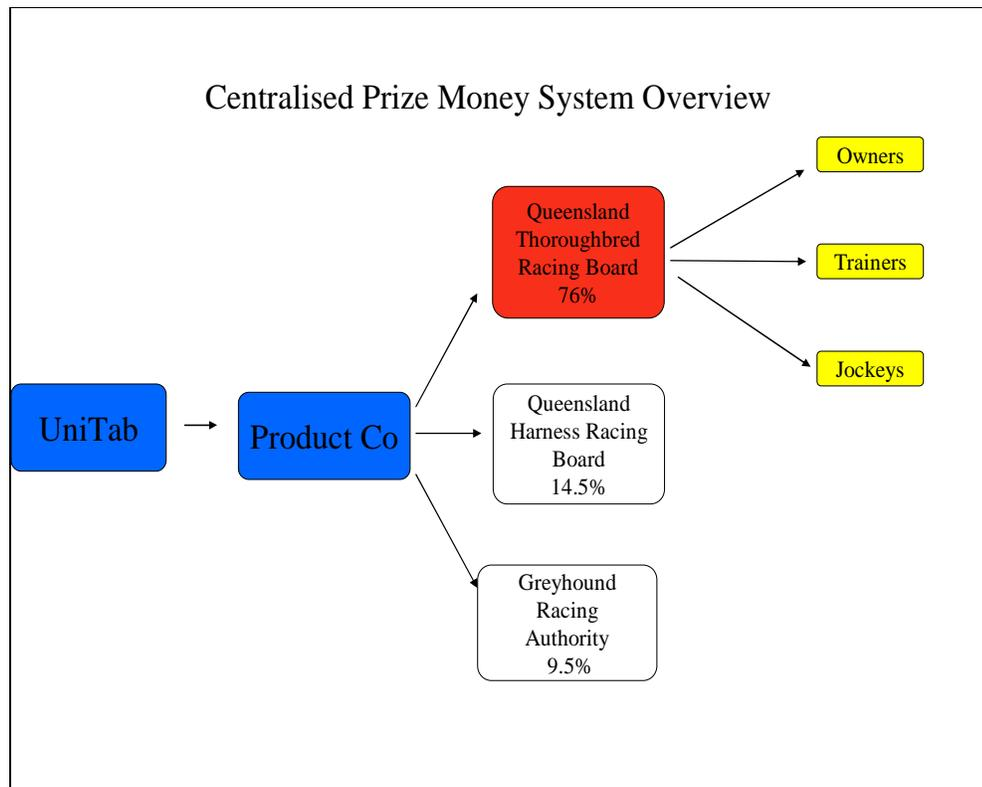 Centralised Prize Money System Overview
Owners
Queensland
Thoroughbred
Racing Board
76%
Trainers
Jockeys
UniTab
Product Co
Queensland
Harness Racing
Board
14.5%
Greyhound
Racing
Authority
9.5%